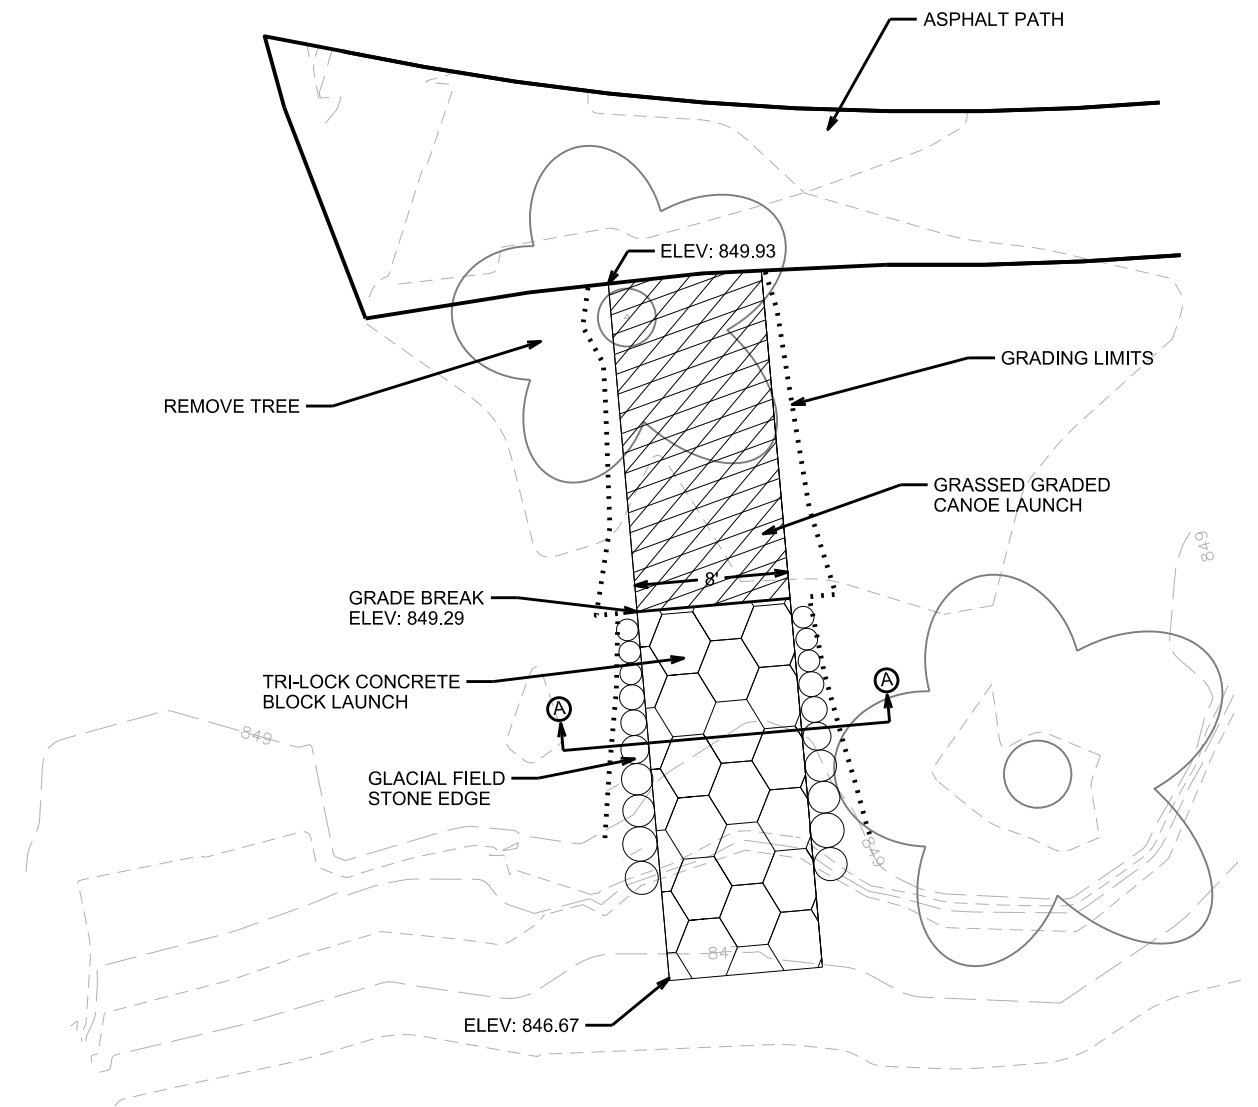 ASPHALT PATH
ELEV: 849.93
GRADING LIMITS
REMOVE TREE
GRASSED GRADED
CANOE LAUNCH
849
8'
GRADE BREAK
ELEV: 849.29
TRI-LOCK CONCRETE
BLOCK LAUNCH
A
A
849
GLACIAL FIELD
STONE EDGE
849
84
ELEV: 846.67